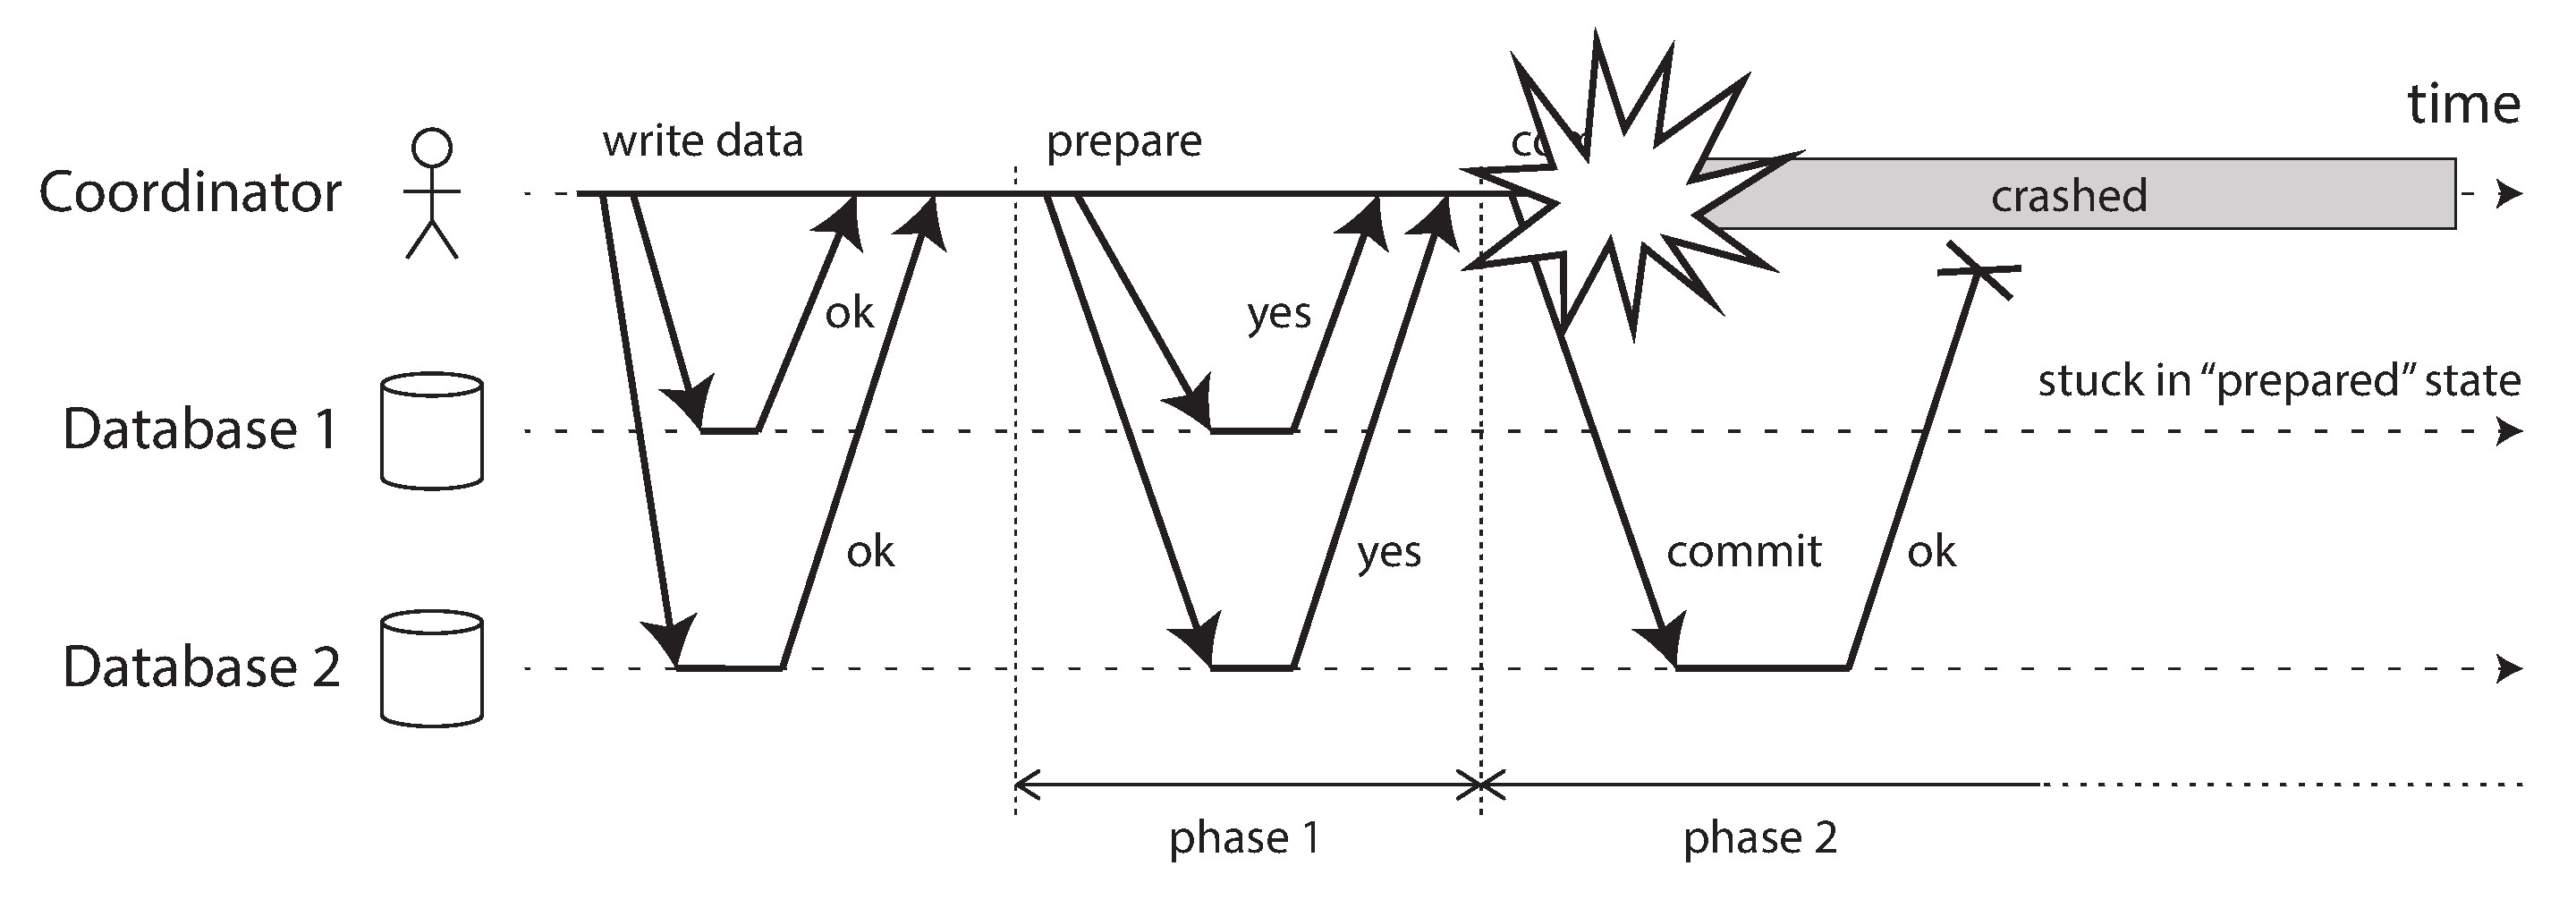 time
write data
prepare
Coordinator
crashed
ok
yes
stuck in “prepared” state
Database 1
ok
yes
commit
ok
Database 2
phase 1
phase 2